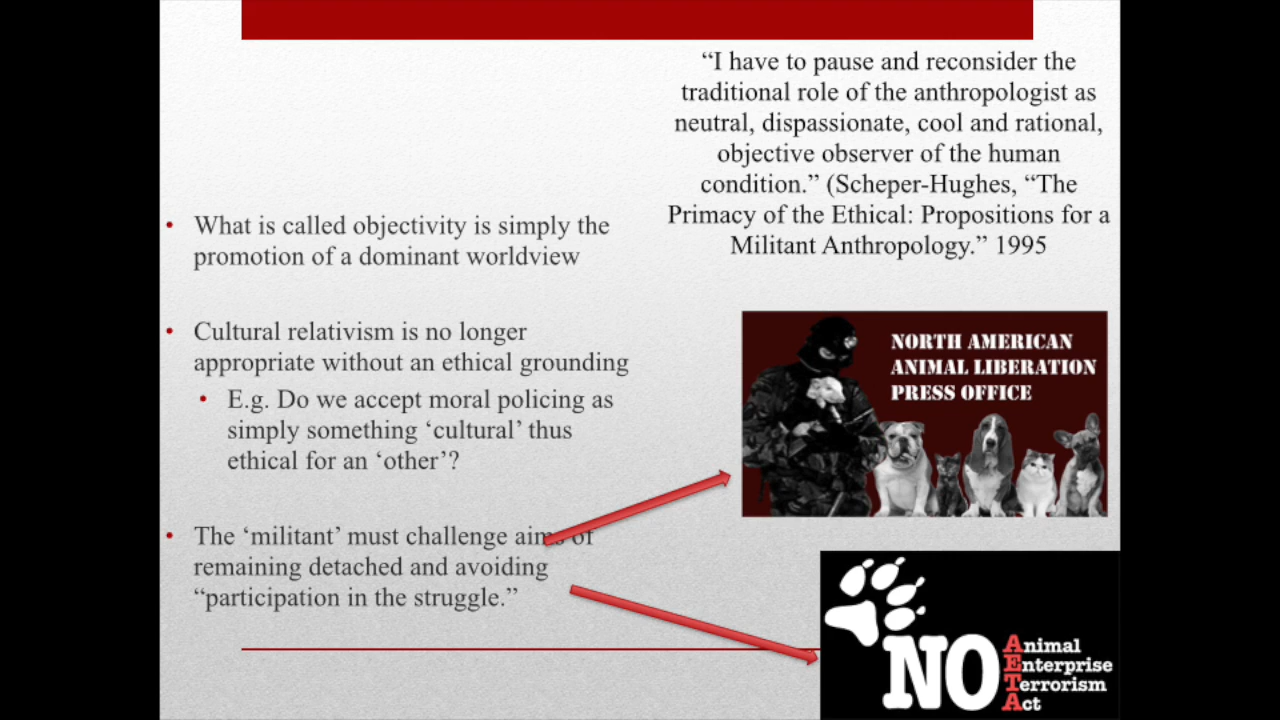 “I have to pause and reconsider the
traditional role of the anthropologist as
neutral, dispassionate, cool and rational,
objective observer of the human
condition.” (Scheper-Hughes, “The
Primacy of the Ethical: Propositions for a
Militant Anthropology.” 1995
• What is called objectivity is simply the
promotion of a dominant worldview
• Cultural relativism is no longer
appropriate without an ethical grounding
• E.g. Do we accept moral policing as
simply something ‘cultural’ thus
ethical for an ‘other’?
• The ‘militant’ must challenge aims of
remaining detached and avoiding
“participation in the struggle.”
NORTH AMERICAN
ANIMAL LIBERATION
PRESS OFFICE
NO
Animal
Enterprise
Terrorism
Act